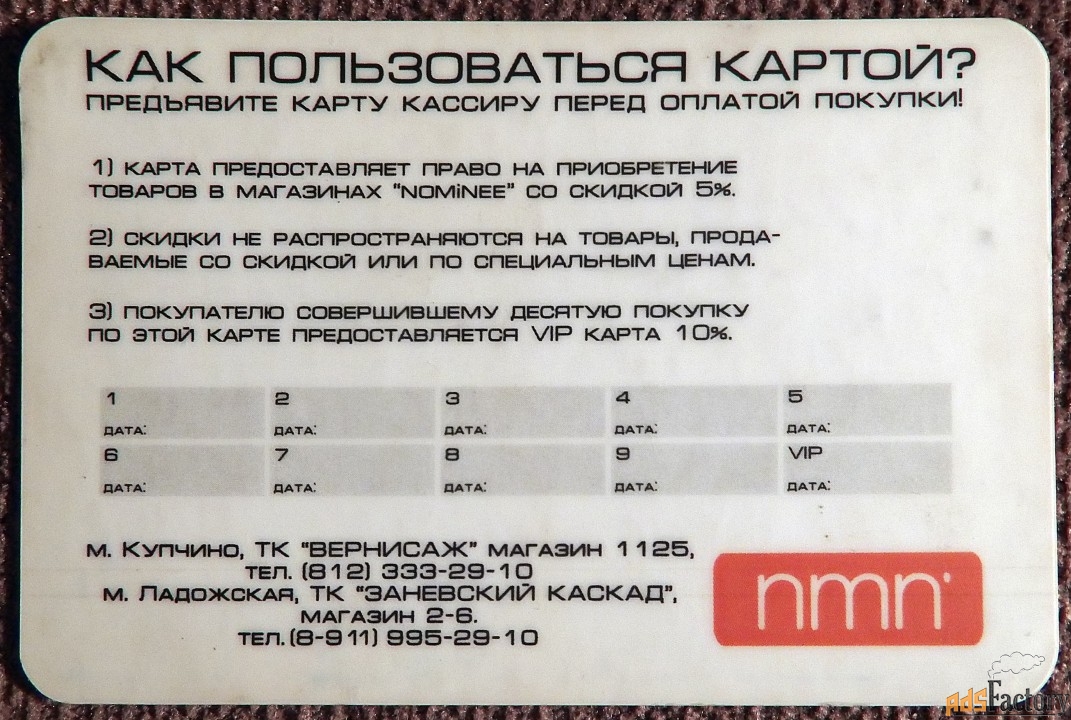 КАК ПОЛЬЗОВАТЬСЯ КАРТОЙ?
ПРЕДЪЯВИТЕ КАРТУ КАССИРУ ПЕРЕД ОПЛАТОЙ ПОКУПКИ!
1) КАРТА ПРЕДОСТАВЛЯЕТ ПРАВО НА ПРИОБРЕТЕНИЕ
ТОВАРОВ В МАГАЗИНАХ "NOMiNEE" СО СКИДКОЙ 5%.
2) СКИДКИ НЕ РАСПРОСТРАНЯЮТСЯ НА ТОВАРЫ, ПРОДА-
ВАЕМЫЕ СО СКИДКОЙ ИЛИ ПО СПЕЦИАЛЬНЫМ ЦЕНАМ.
3) ПОКУПАТЕЛЮ СОВЕРШИВШЕМУ ДЕСЯТУЮ ПОКУПКУ
ПО ЭТОЙ КАРТЕ ПРЕДОСТАВЛЯЕТСЯ VIP КАРТА 10%.
1 2 3 4 5
ДАТА: ДАТА: ДАТА: ДАТА: ДАТА:
6 7 8 9 VIP
ДАТА: ДАТА: ДАТА: ДАТА: ДАТА:
м. Купчино, ТК "ВЕРНИСАЖ" МАГАЗИН 1125,
ТЕЛ. (812) 333-29-10
м. Ладожская, ТК "ЗАНЕВСКИЙ КАСКАД",
МАГАЗИН 2-6.
ТЕЛ.(8-911) 995-29-10
nmn
AdsFactory